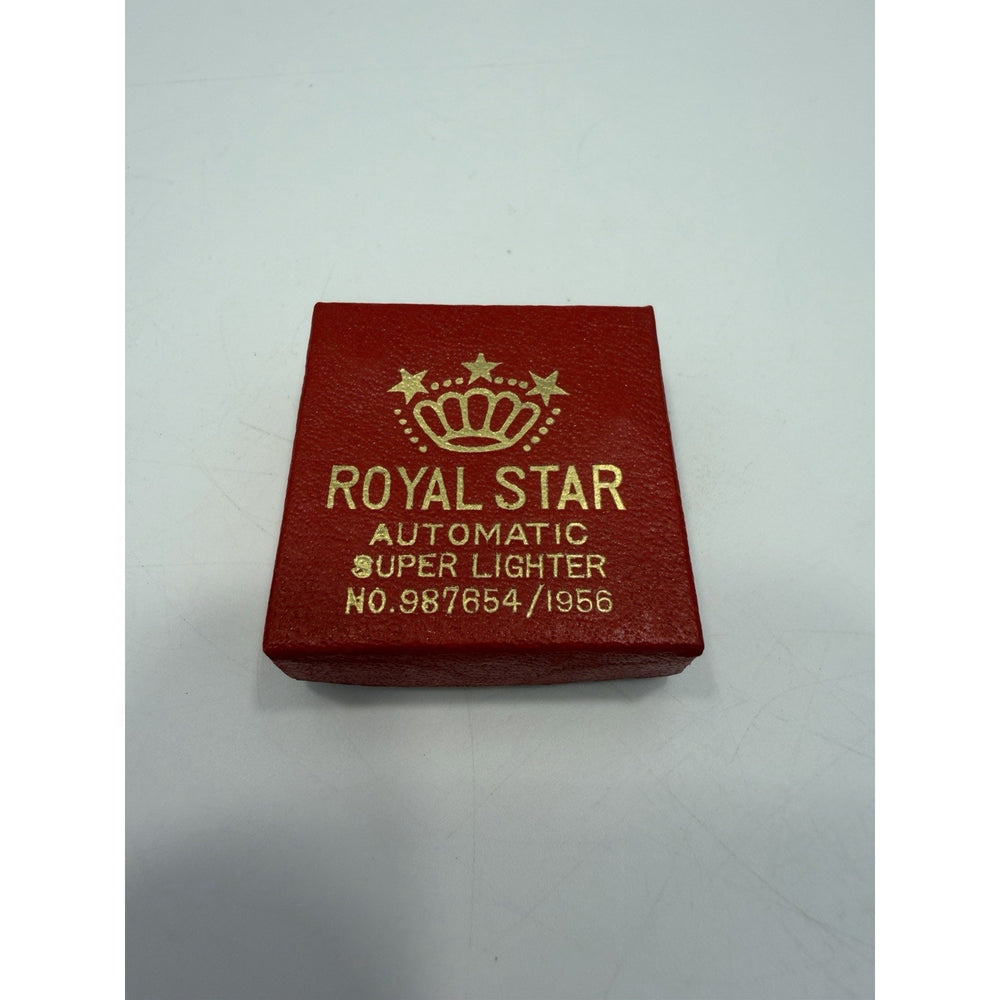 ROYAL STAR
AUTOMATIC
SUPER LIGHTER
NO.987654/1956